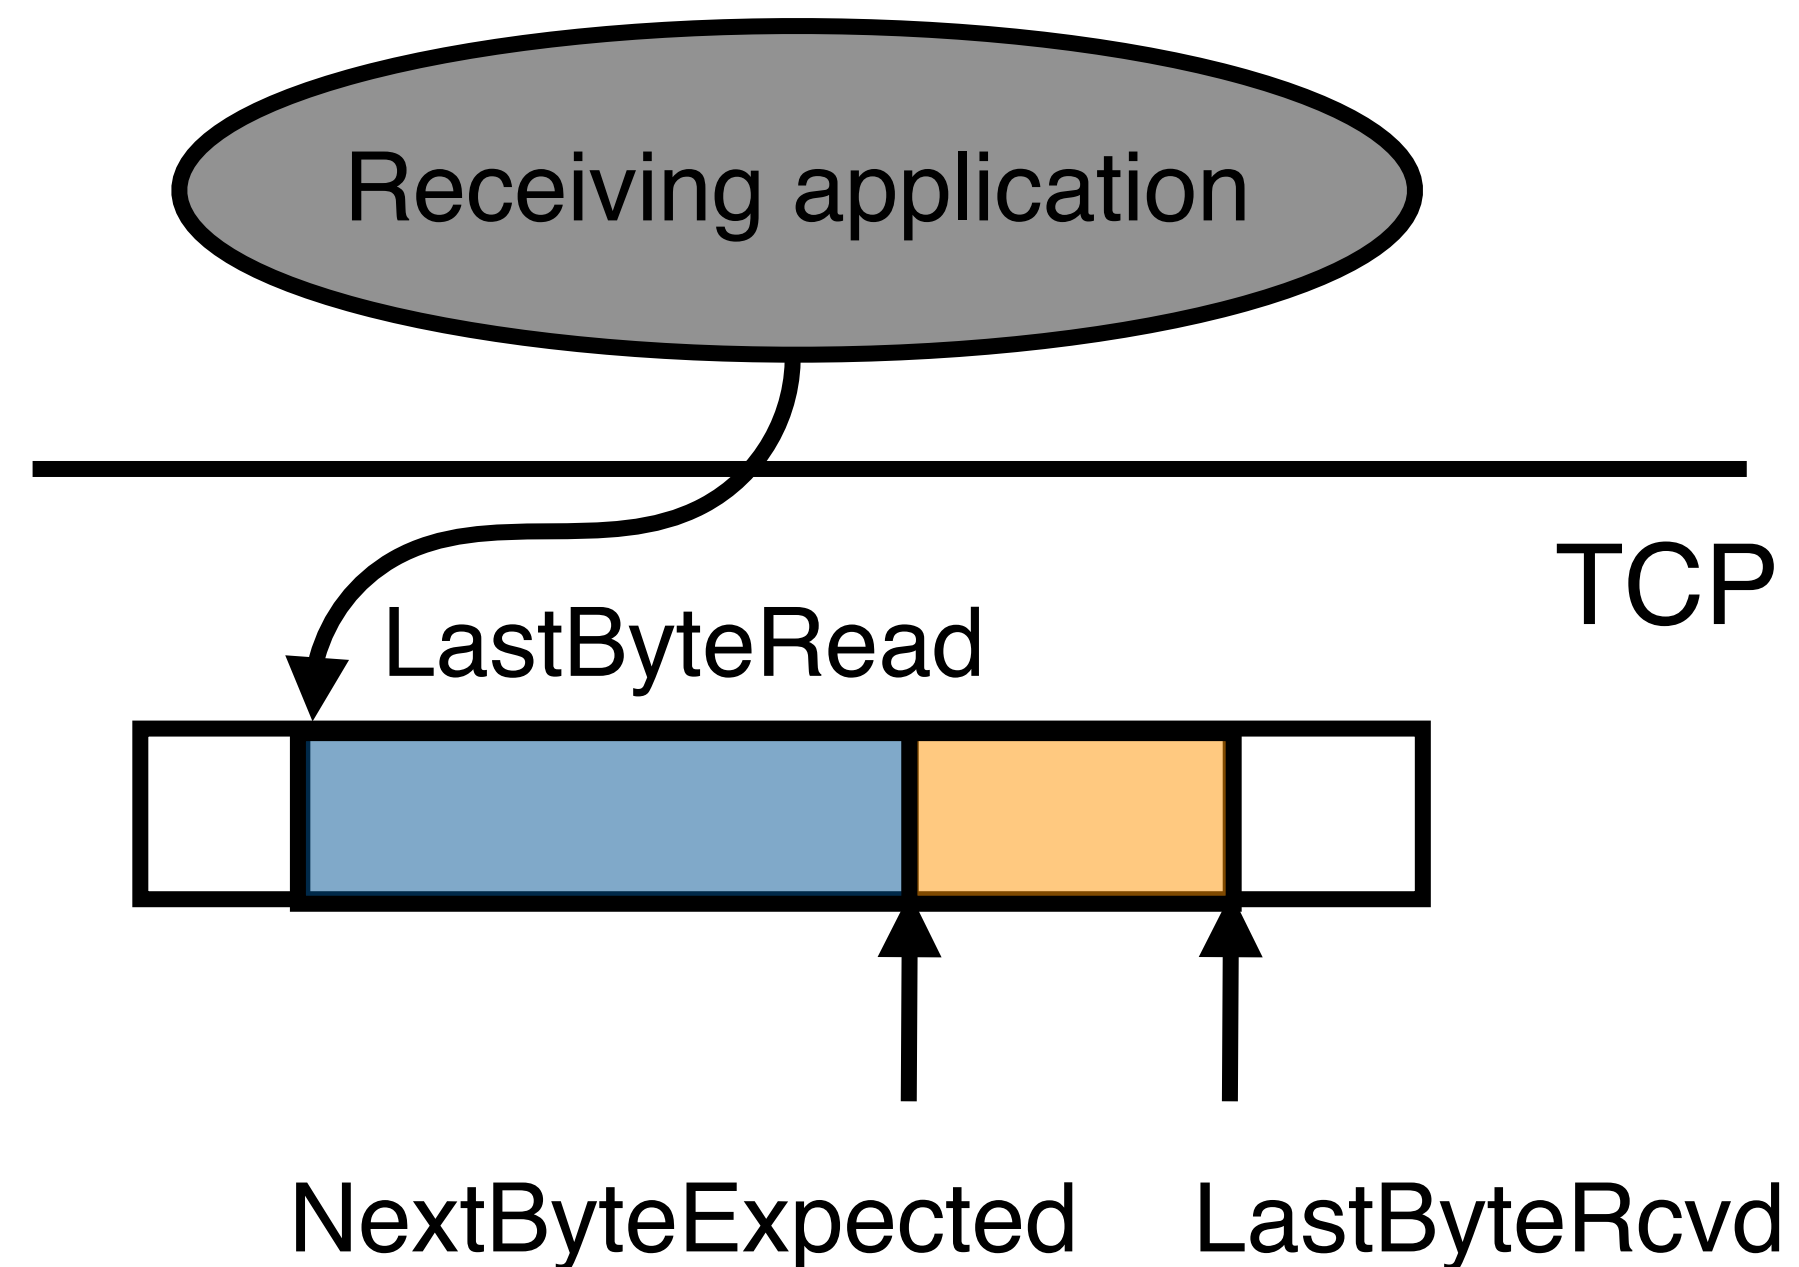 Receiving application
TCP
LastByteRead
NextByteExpected
LastByteRcvd